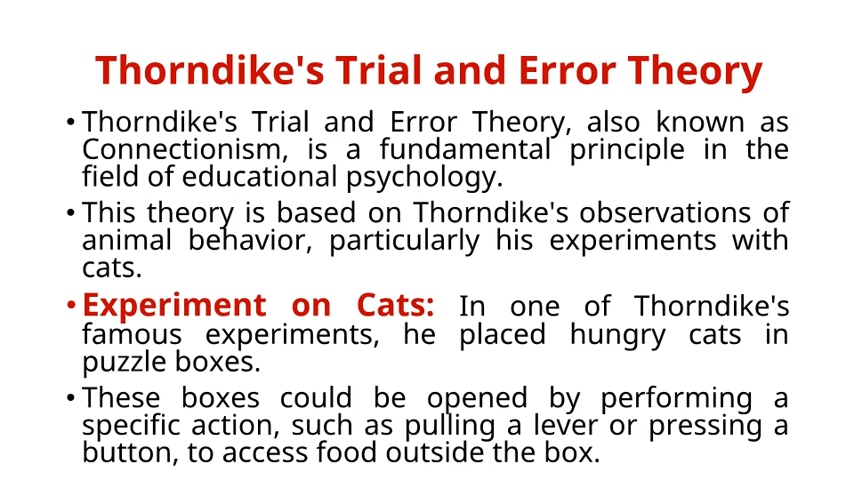 Thorndike's Trial and Error Theory
• Thorndike's Trial and Error Theory, also known as
Connectionism, is a fundamental principle in the
field of educational psychology.
• This theory is based on Thorndike's observations of
animal behavior, particularly his experiments with
cats.
• Experiment on Cats: In one of Thorndike's
famous experiments, he placed hungry cats in
puzzle boxes.
• These boxes could be opened by performing a
specific action, such as pulling a lever or pressing a
button, to access food outside the box.